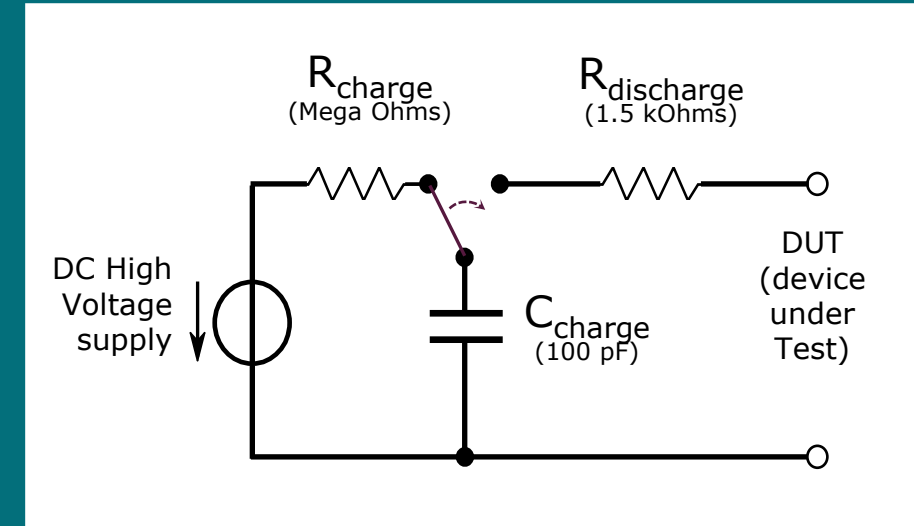 Rcharge
(Mega Ohms)
Rdischarge
(1.5 kOhms)
DC High
Voltage
supply
Ccharge
(100 pF)
DUT
(device
under
Test)